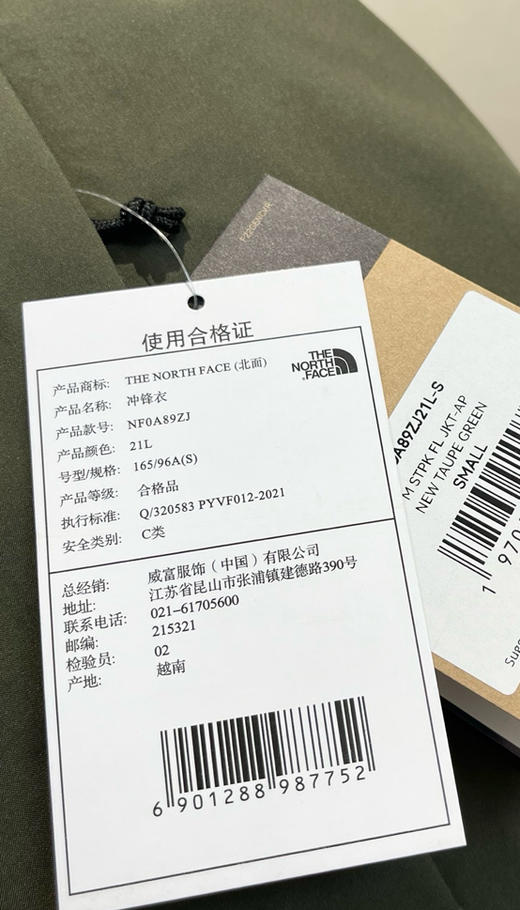 使用合格证
THE
NORTH
FACE
产品商标: THE NORTH FACE (北面)
产品名称: 冲锋衣
产品款号: NF0A89ZJ
产品颜色: 21L
号型/规格: 165/96A(S)
产品等级: 合格品
执行标准: Q/320583 PYVF012-2021
安全类别: C类
总经销: 威富服饰（中国）有限公司
地址: 江苏省昆山市张浦镇建德路390号
联系电话: 021-61705600
邮编: 215321
检验员: 02
产地: 越南
6 901288 987752
A89ZJ21L-S
M STPK FL JKT-AP
NEW TAUPE GREEN
SMALL
1 970